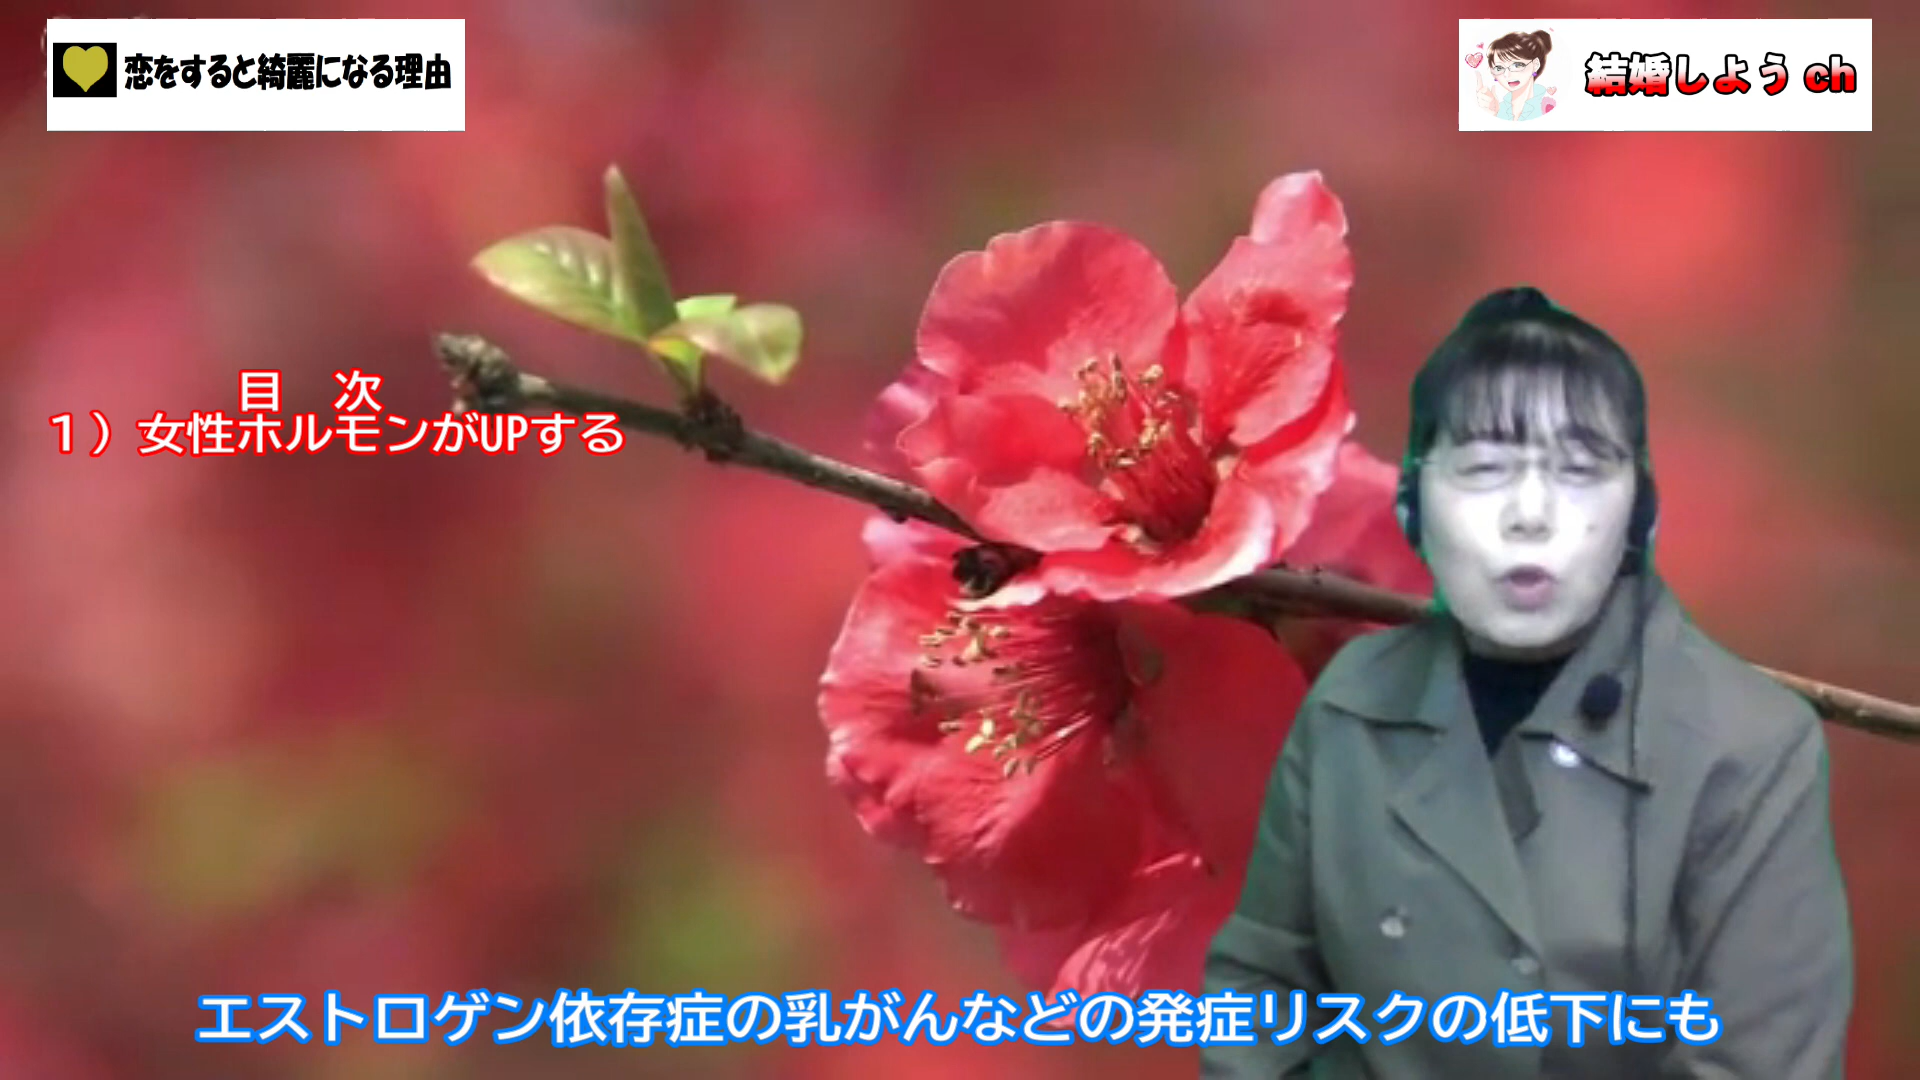 恋をすると綺麗になる理由
結婚しよう ch
目 次
１）女性ホルモンがUPする
エストロゲン依存症の乳がんなどの発症リスクの低下にも